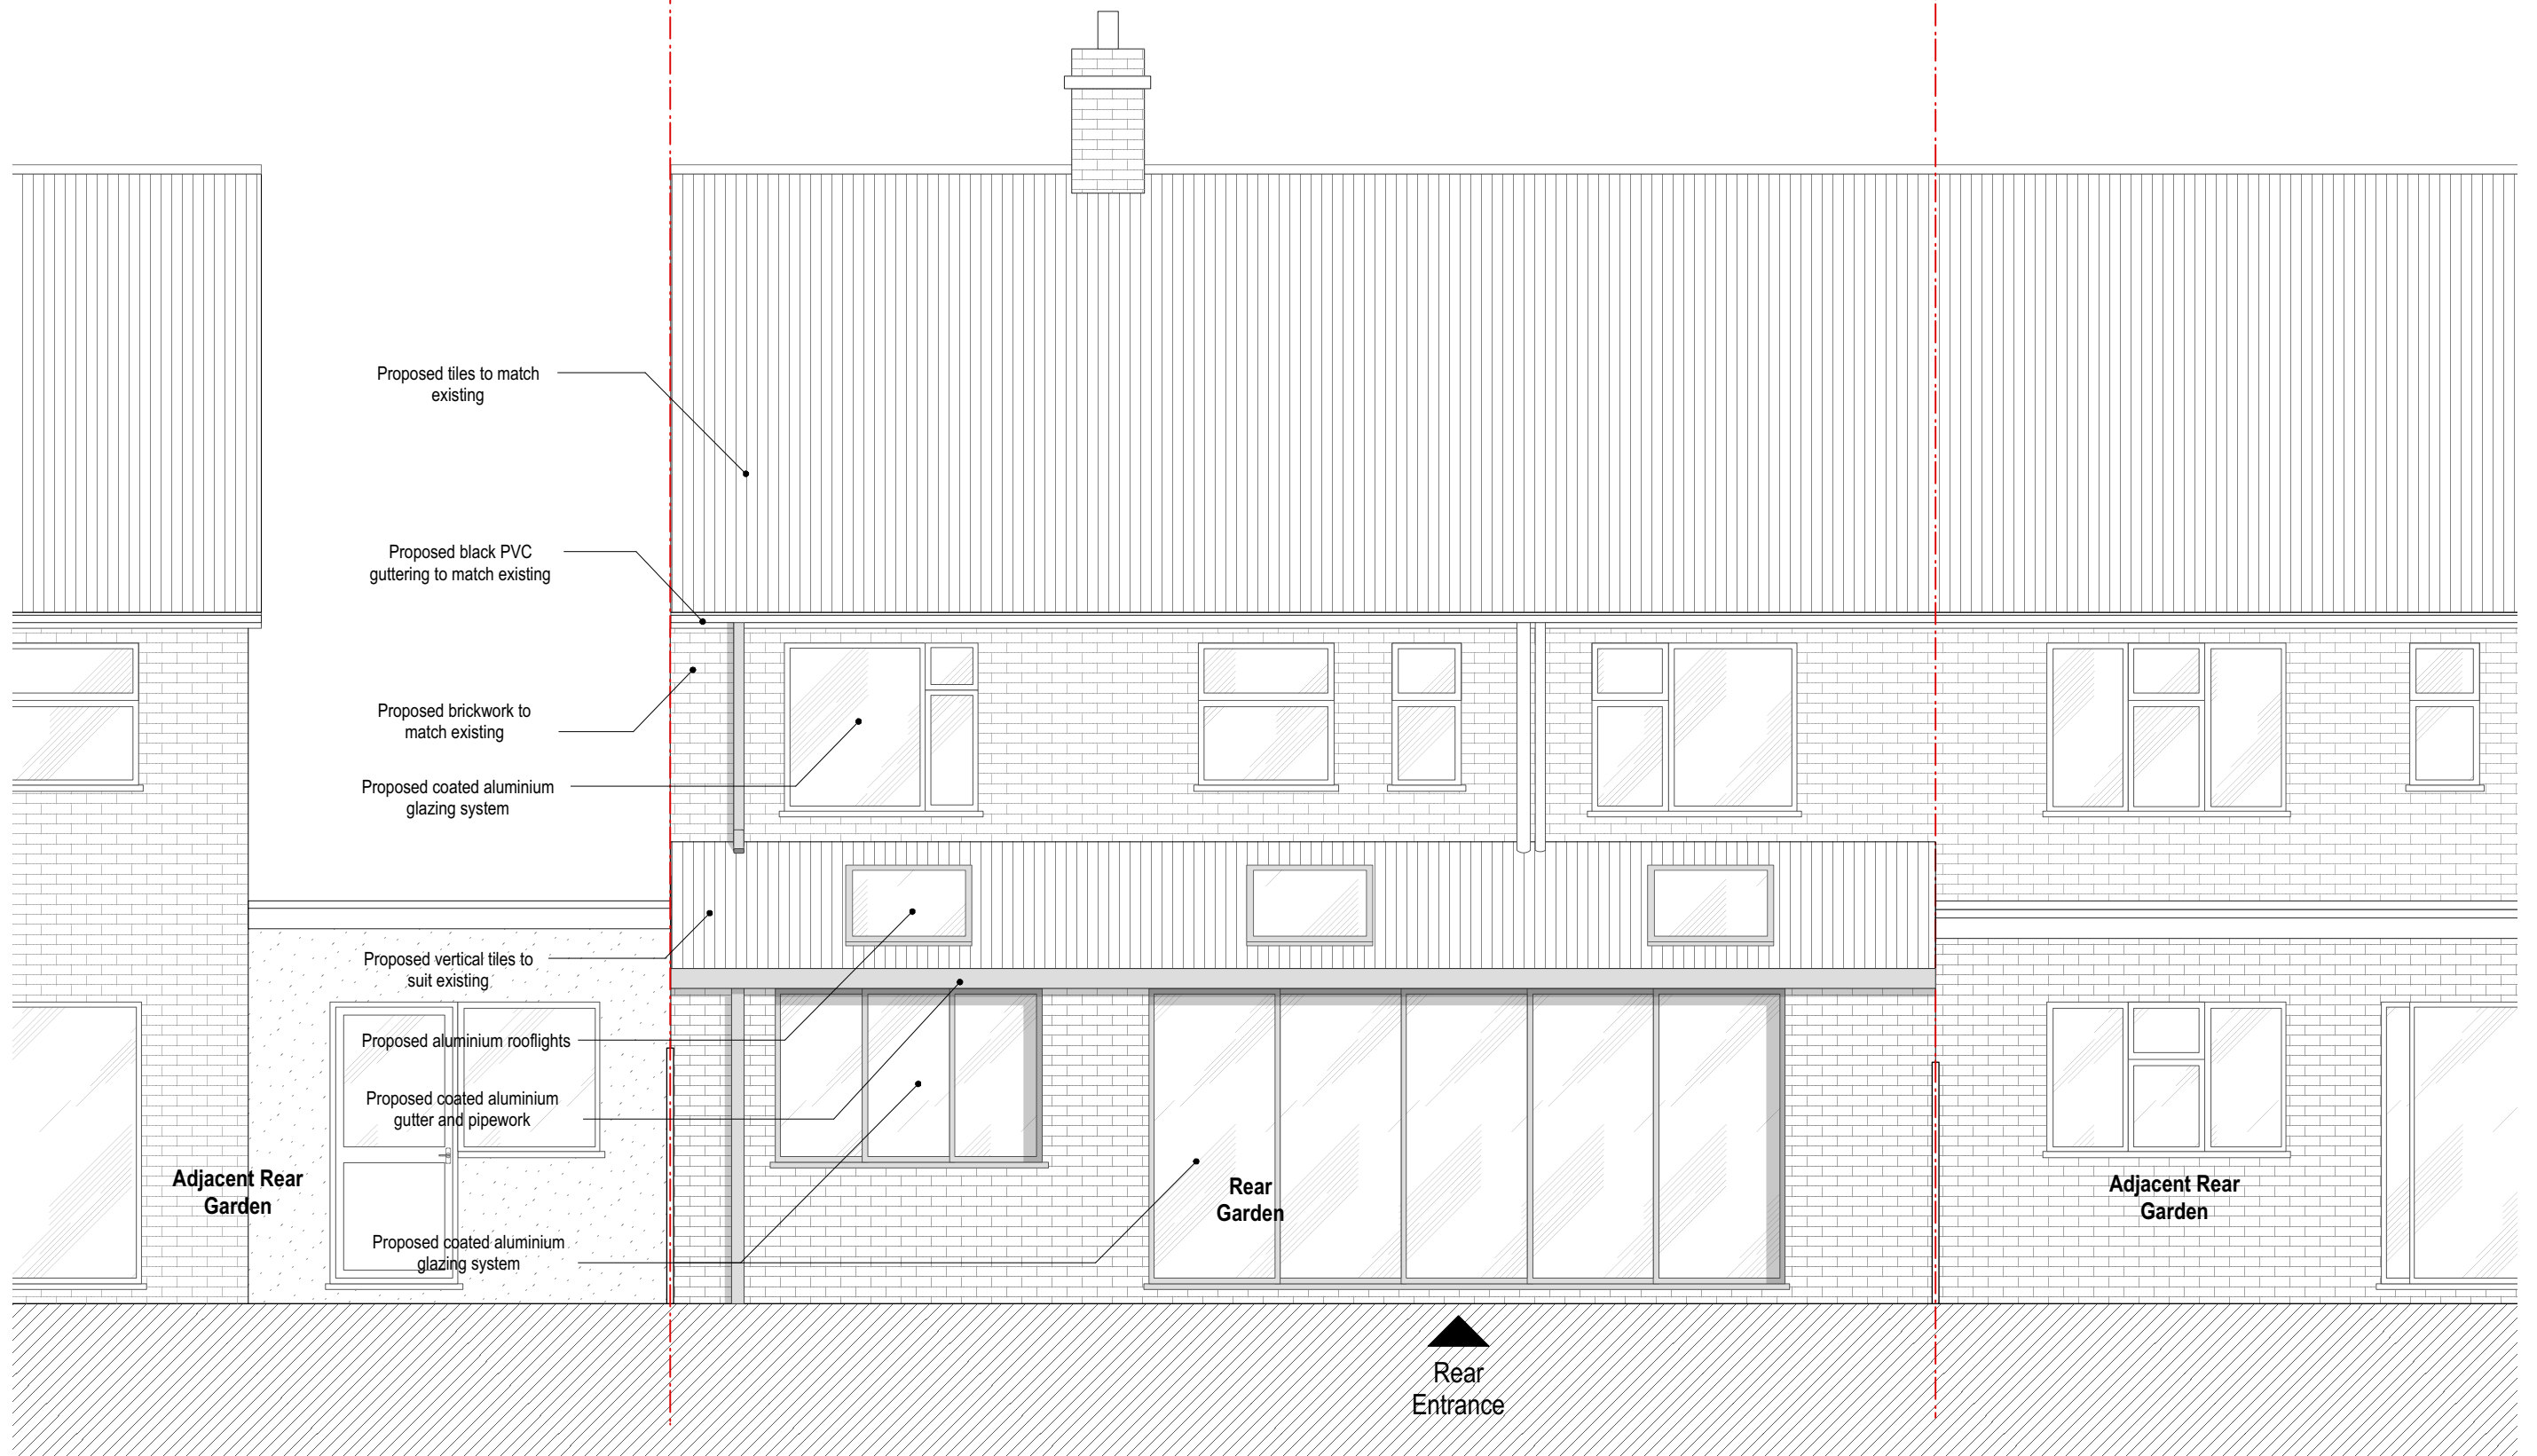 Proposed tiles to match
existing
Proposed black PVC
guttering to match existing
Proposed brickwork to
match existing
Proposed coated aluminium
glazing system
Proposed vertical tiles to
suit existing
Proposed aluminium rooflights
Proposed coated aluminium
gutter and pipework
Adjacent Rear
Garden
Proposed coated aluminium
glazing system
Rear
Garden
Adjacent Rear
Garden
Rear
Entrance